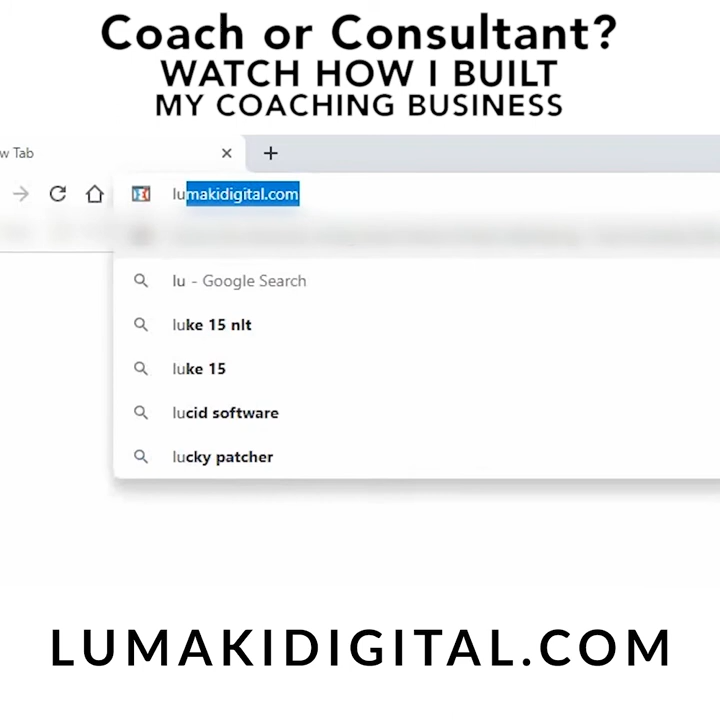 Coach or Consultant?
WATCH HOW I BUILT
MY COACHING BUSINESS
w Tab
lumakidigital.com
lu - Google Search
luke 15 nlt
luke 15
lucid software
lucky patcher
LUMAKIDIGITAL.COM